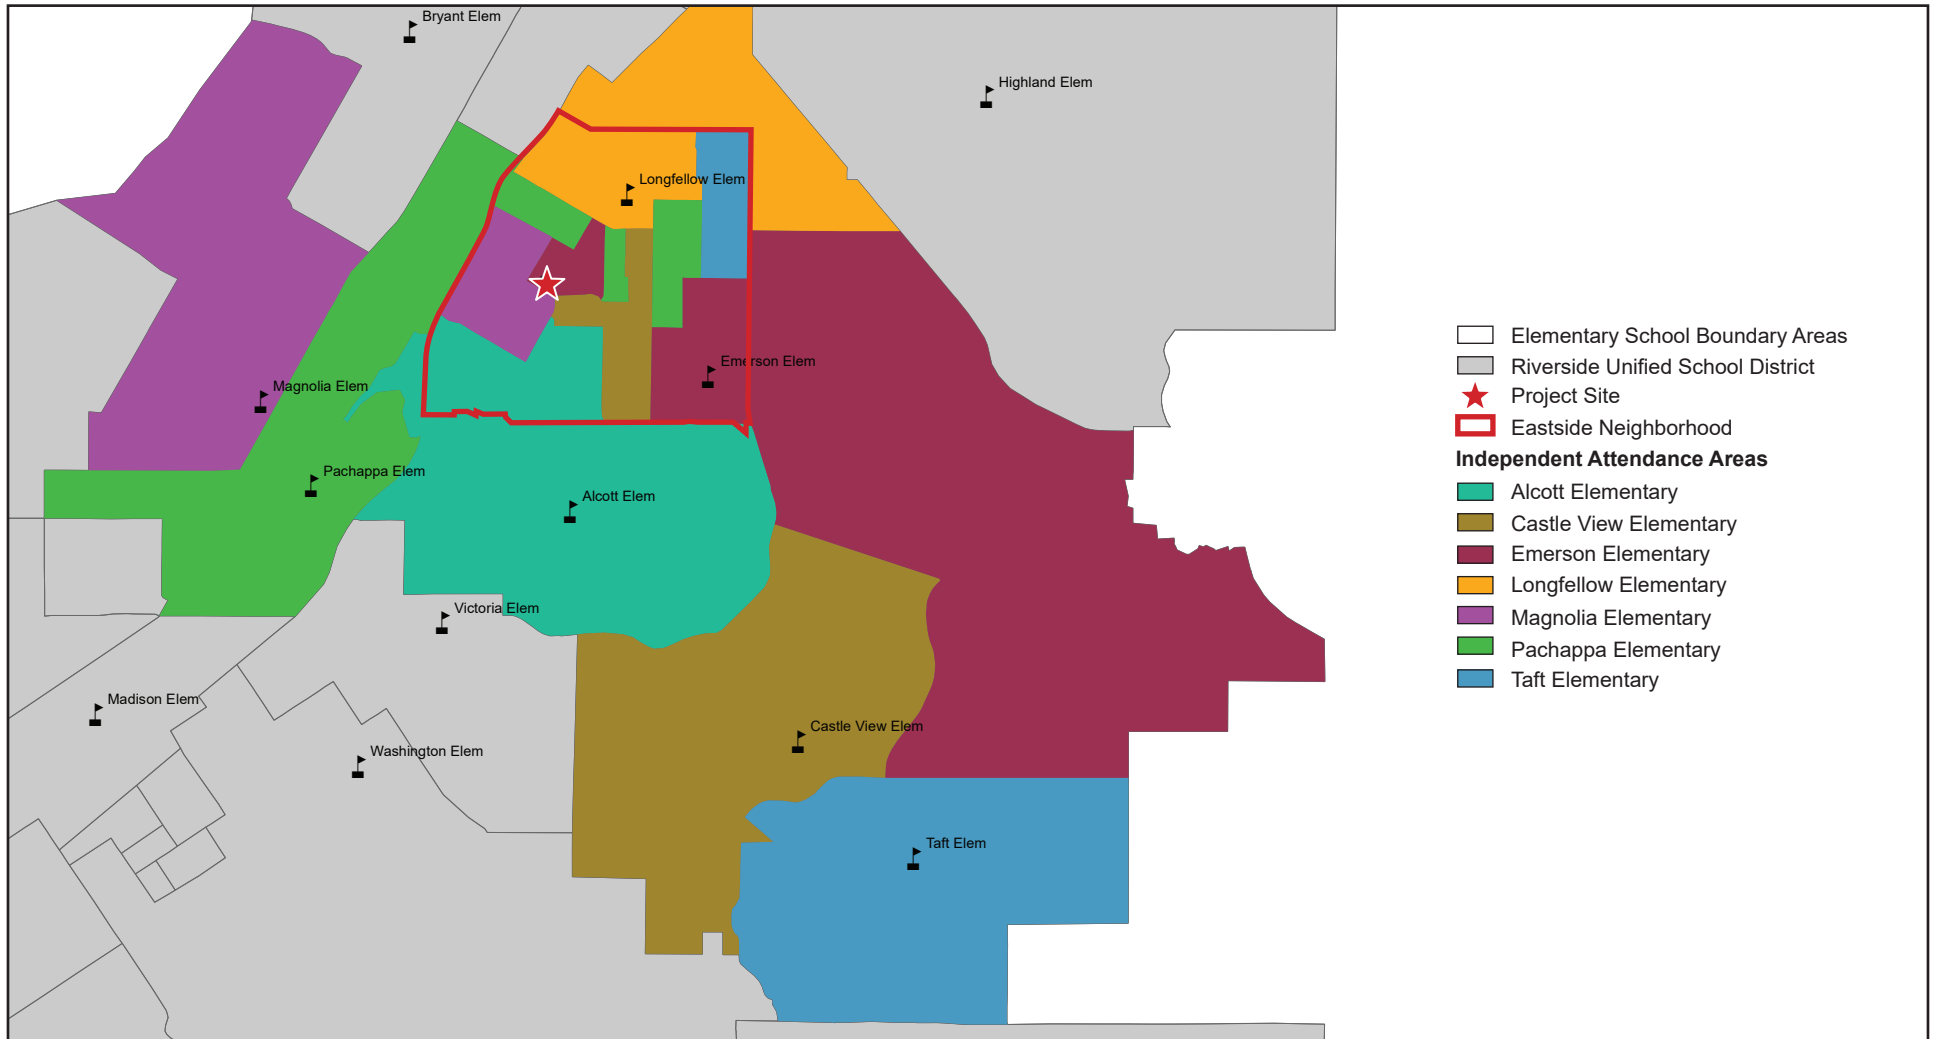 Bryant Elem
Highland Elem
Longfellow Elem
Emerson Elem
Magnolia Elem
Pachappa Elem
Alcott Elem
Victoria Elem
Madison Elem
Washington Elem
Castle View Elem
Taft Elem
Elementary School Boundary Areas
Riverside Unified School District
Project Site
Eastside Neighborhood
Independent Attendance Areas
Alcott Elementary
Castle View Elementary
Emerson Elementary
Longfellow Elementary
Magnolia Elementary
Pachappa Elementary
Taft Elementary